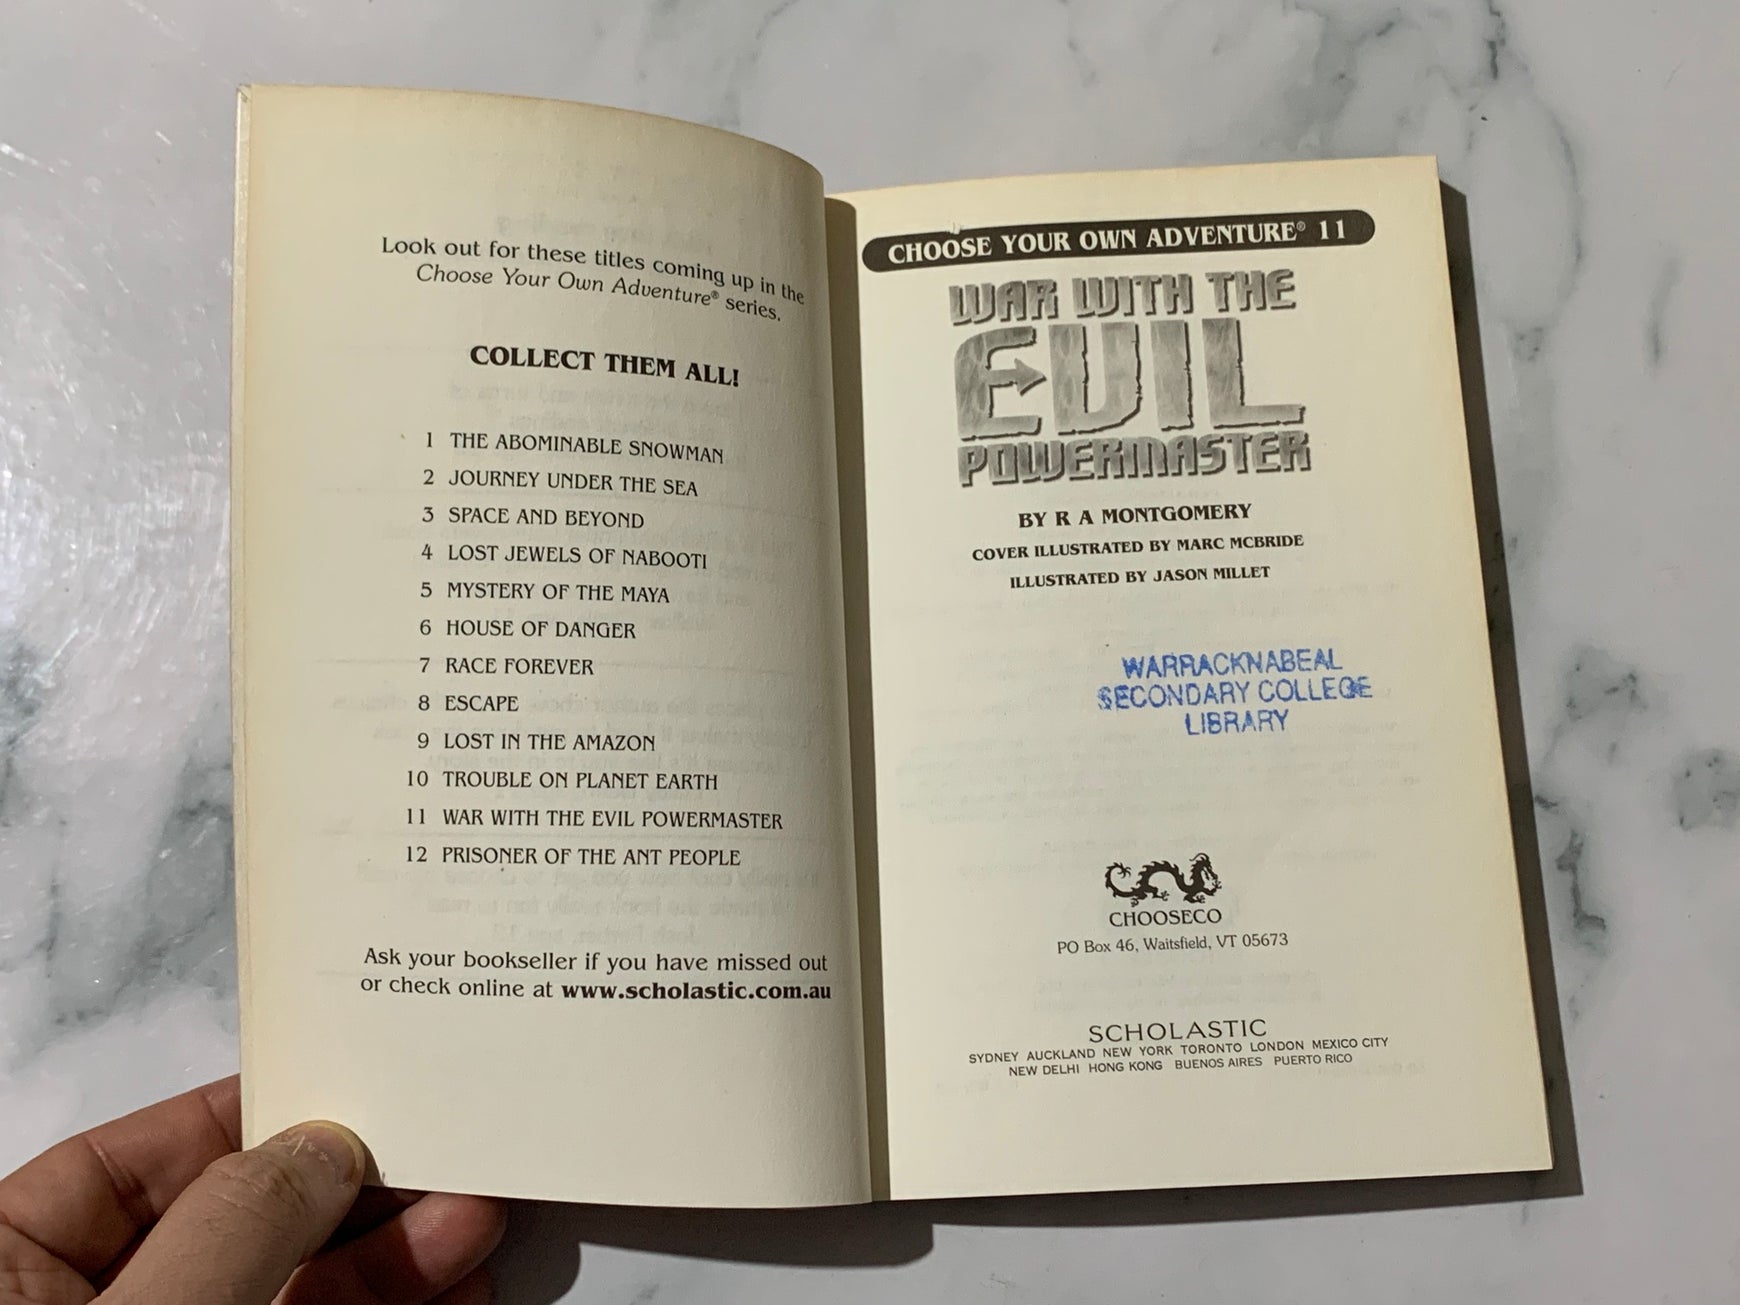 Look out for these titles coming up in the
Choose Your Own Adventure® series.
COLLECT THEM ALL!
1 THE ABOMINABLE SNOWMAN
2 JOURNEY UNDER THE SEA
3 SPACE AND BEYOND
4 LOST JEWELS OF NABOOTI
5 MYSTERY OF THE MAYA
6 HOUSE OF DANGER
7 RACE FOREVER
8 ESCAPE
9 LOST IN THE AMAZON
10 TROUBLE ON PLANET EARTH
11 WAR WITH THE EVIL POWERMASTER
12 PRISONER OF THE ANT PEOPLE
Ask your bookseller if you have missed out
or check online at www.scholastic.com.au
CHOOSE YOUR OWN ADVENTURE® 11
WAR WITH THE
EVIL
POWERMASTER
BY R A MONTGOMERY
COVER ILLUSTRATED BY MARC MCBRIDE
ILLUSTRATED BY JASON MILLET
WARRACKNABEAL
SECONDARY COLLEGE
LIBRARY
CHOOSECO
PO Box 46, Waitsfield, VT 05673
SCHOLASTIC
SYDNEY AUCKLAND NEW YORK TORONTO LONDON MEXICO CITY
NEW DELHI HONG KONG BUENOS AIRES PUERTO RICO